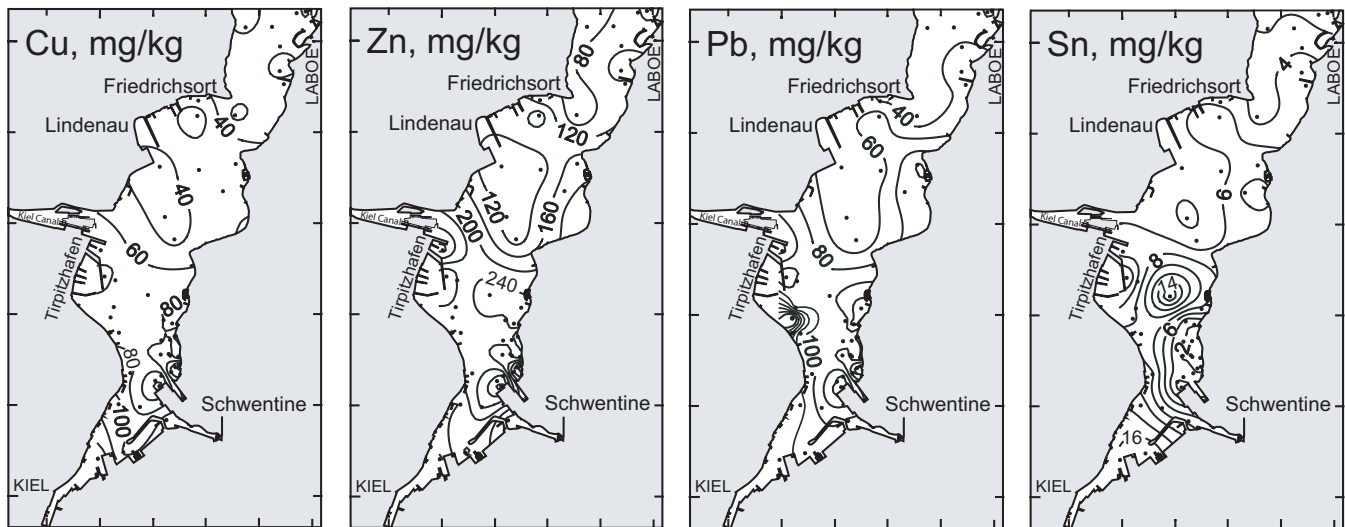 Cu, mg/kg
Friedrichsort
LABOE
40
Lindenau
40
Kiel Canal
60
Tirpitzhafen
80
80
Schwentine
100
KIEL
Zn, mg/kg
80
Friedrichsort
LABOE
120
Lindenau
120
160
Kiel Canal
200
Tirpitzhafen
240
Schwentine
KIEL
Pb, mg/kg
Friedrichsort
LABOE
40
Lindenau
60
Kiel Canal
80
Tirpitzhafen
100
Schwentine
KIEL
Sn, mg/kg
4
Friedrichsort
LABOE
Lindenau
6
Kiel Canal
8
Tirpitzhafen
14
6
2
Schwentine
16
KIEL